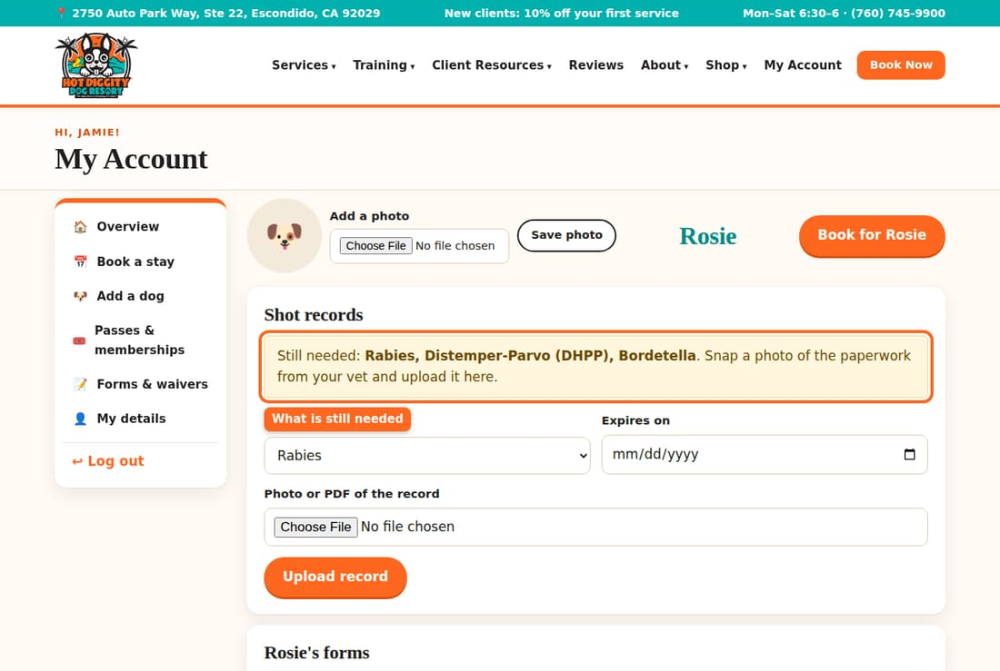 2750 Auto Park Way, Ste 22, Escondido, CA 92029
New clients: 10% off your first service
Mon–Sat 6:30–6 · (760) 745-9900
HOT DIGGITY
DOG RESORT
Services
Training
Client Resources
Reviews
About
Shop
My Account
Book Now
HI, JAMIE!
My Account
Overview
Book a stay
Add a dog
Passes &
memberships
Forms & waivers
My details
↩ Log out
Add a photo
Choose File No file chosen
Save photo
Rosie
Book for Rosie
Shot records
Still needed: Rabies, Distemper-Parvo (DHPP), Bordetella. Snap a photo of the paperwork
from your vet and upload it here.
What is still needed
Expires on
Rabies
mm/dd/yyyy
Photo or PDF of the record
Choose File No file chosen
Upload record
Rosie's forms